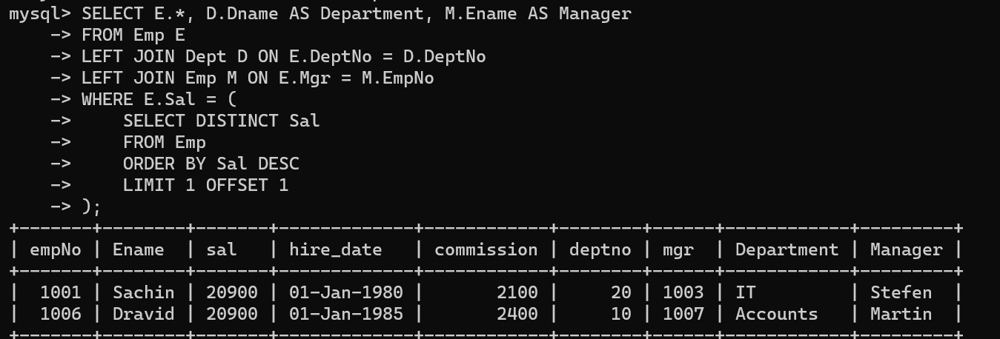 mysql> SELECT E.*, D.Dname AS Department, M.Ename AS Manager
    -> FROM Emp E
    -> LEFT JOIN Dept D ON E.DeptNo = D.DeptNo
    -> LEFT JOIN Emp M ON E.Mgr = M.EmpNo
    -> WHERE E.Sal = (
    ->     SELECT DISTINCT Sal
    ->     FROM Emp
    ->     ORDER BY Sal DESC
    ->     LIMIT 1 OFFSET 1
    -> );
+-------+--------+-------+-------------+------------+--------+------+------------+---------+
| empNo | Ename  | sal   | hire_date   | commission | deptno | mgr  | Department | Manager |
+-------+--------+-------+-------------+------------+--------+------+------------+---------+
|  1001 | Sachin | 20900 | 01-Jan-1980 |       2100 |     20 | 1003 | IT         | Stefen  |
|  1006 | Dravid | 20900 | 01-Jan-1985 |       2400 |     10 | 1007 | Accounts   | Martin  |
+-------+--------+-------+-------------+------------+--------+------+------------+---------+